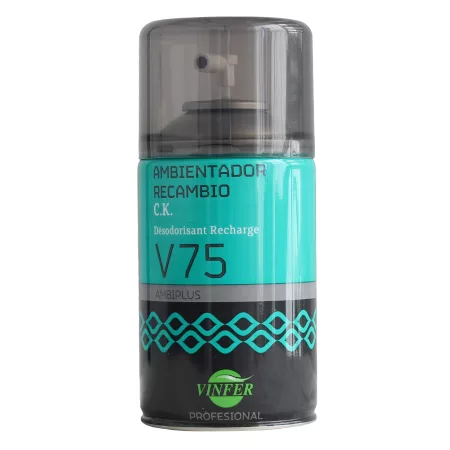 AMBIENTADOR
RECAMBIO
C.K.
Désodorisant Recharge
V75
AMBIPLUS
VINFER
PROFESIONAL